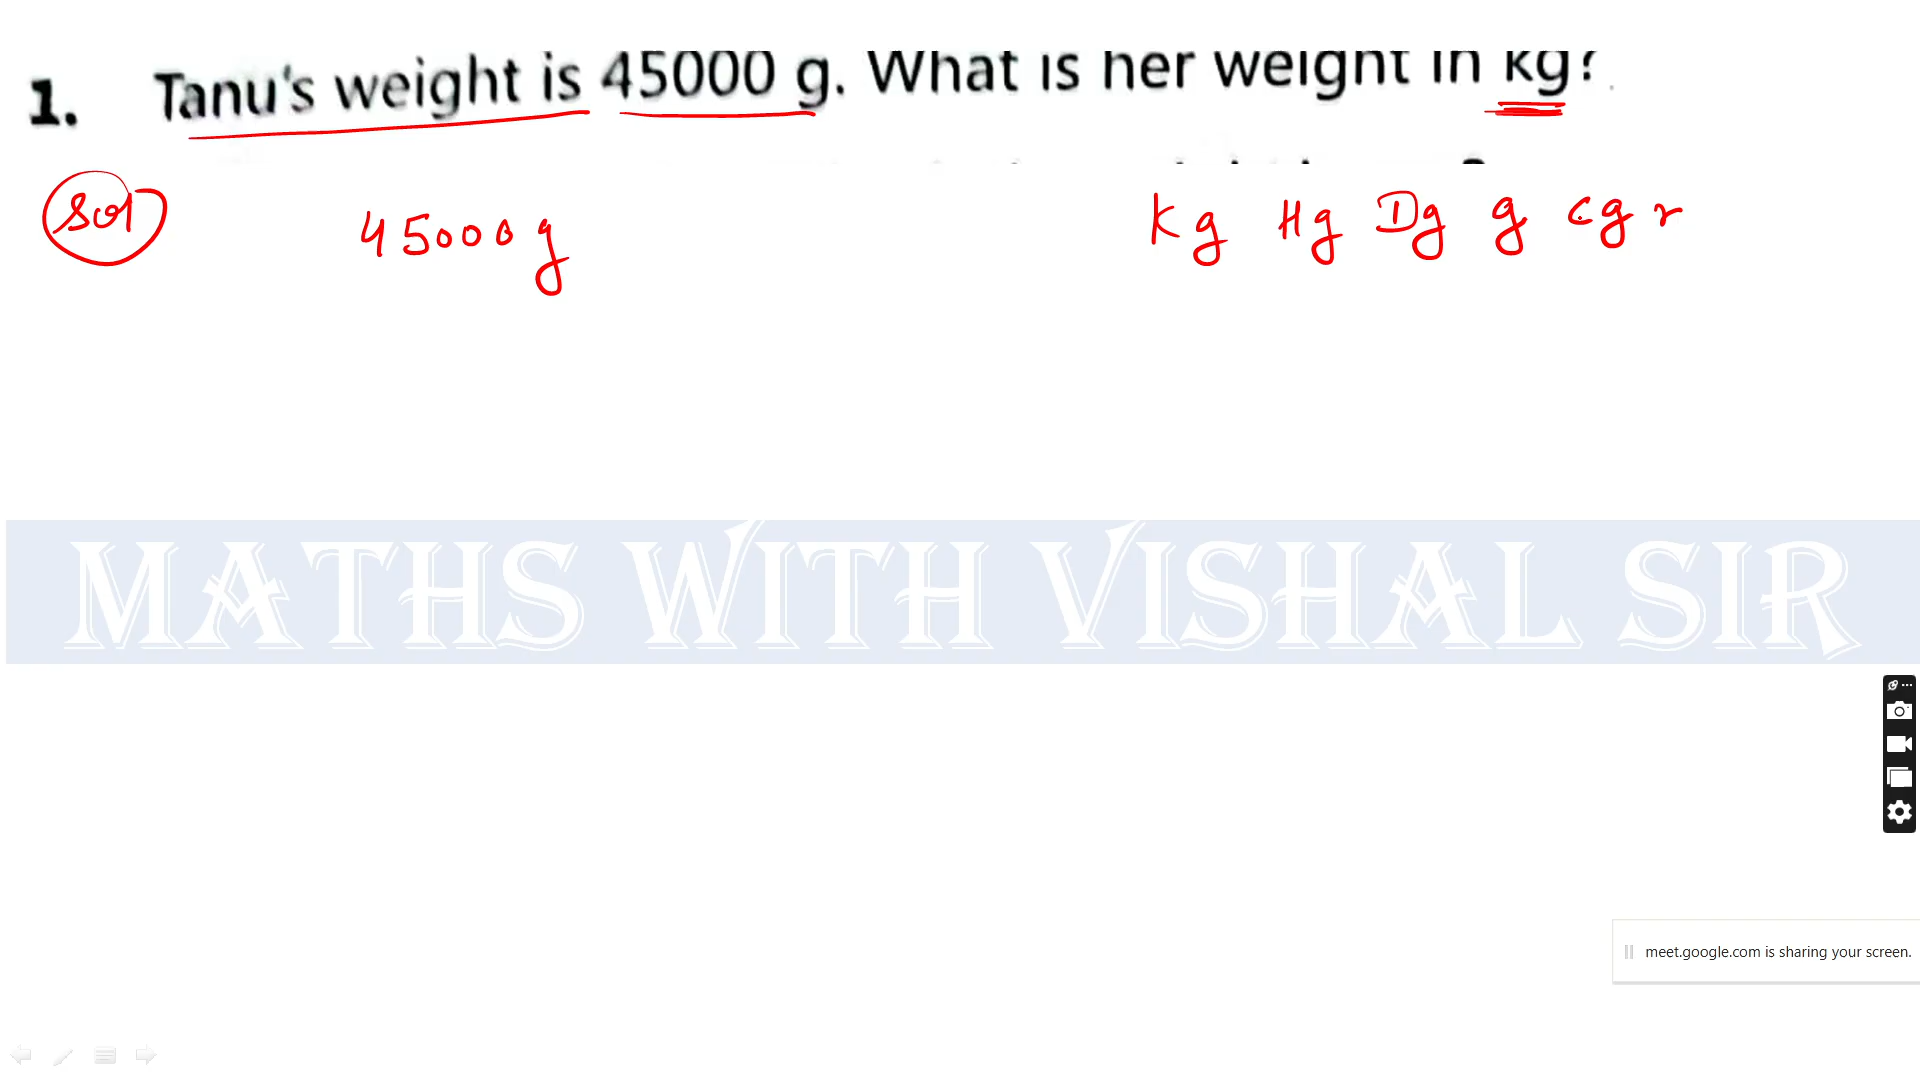 1. Tanu's weight is 45000 g. What is her weight in kg?
Sol
45000 g
Kg Hg Dg g cg
MATHS WITH VISHAL SIR
meet.google.com is sharing your screen.